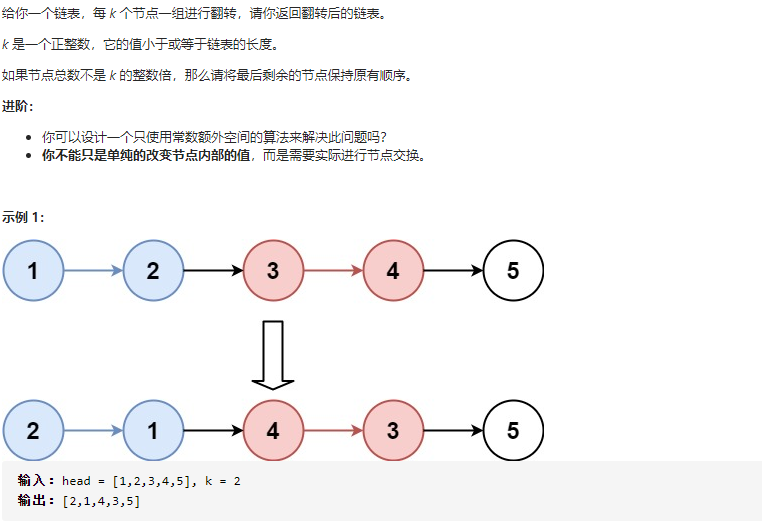 给你一个链表，每 k 个节点一组进行翻转，请你返回翻转后的链表。
k 是一个正整数，它的值小于或等于链表的长度。
如果节点总数不是 k 的整数倍，那么请将最后剩余的节点保持原有顺序。
进阶：
你可以设计一个只使用常数额外空间的算法来解决此问题吗？
你不能只是单纯的改变节点内部的值，而是需要实际进行节点交换。
示例 1：
1 2 3 4 5
2 1 4 3 5
输入：head = [1,2,3,4,5], k = 2
输出：[2,1,4,3,5]